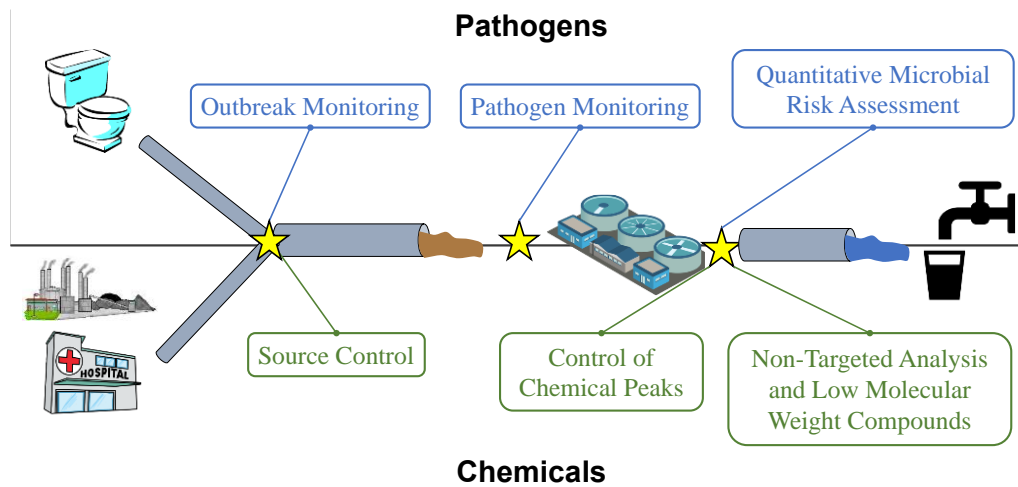 Pathogens
Outbreak Monitoring
Pathogen Monitoring
Quantitative Microbial
Risk Assessment
HOSPITAL
Source Control
Control of
Chemical Peaks
Non-Targeted Analysis
and Low Molecular
Weight Compounds
Chemicals